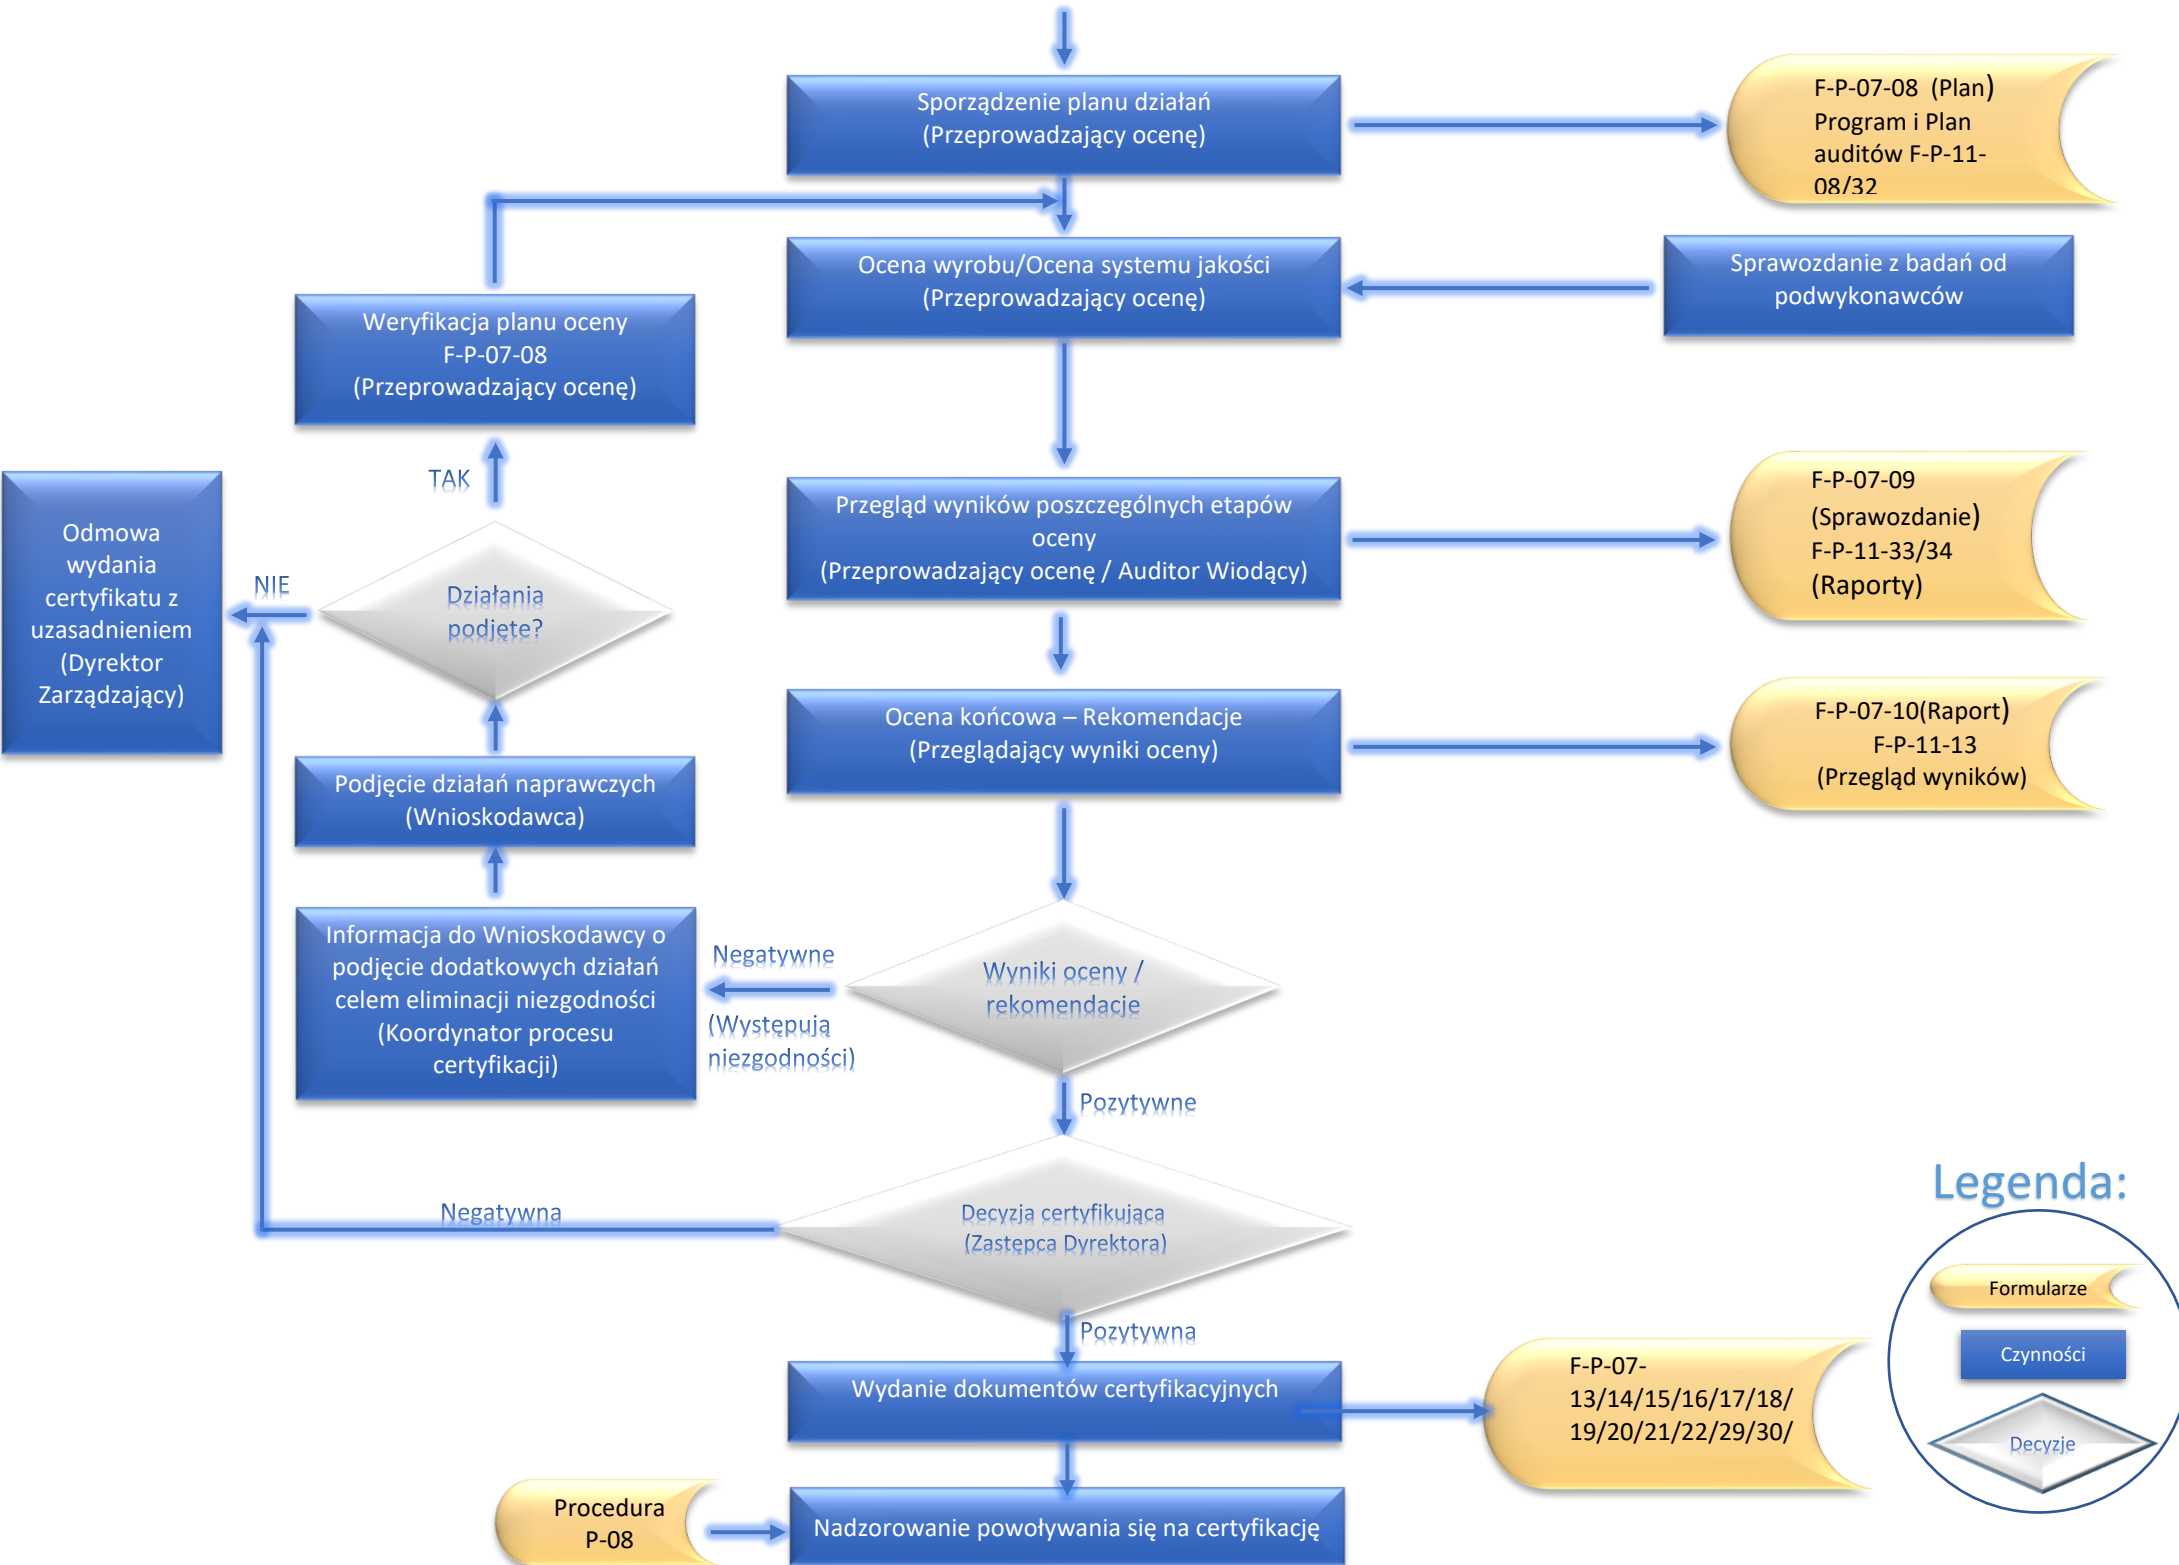 Sporządzenie planu działań
(Przeprowadzający ocenę)
F-P-07-08 (Plan)
Program i Plan
auditów F-P-11-
08/32
Ocena wyrobu/Ocena systemu jakości
(Przeprowadzający ocenę)
Sprawozdanie z badań od
podwykonawców
Weryfikacja planu oceny
F-P-07-08
(Przeprowadzający ocenę)
TAK
Odmowa
wydania
certyfikatu z
uzasadnieniem
(Dyrektor
Zarządzający)
NIE
Działania
podjęte?
Przegląd wyników poszczególnych etapów
oceny
(Przeprowadzający ocenę / Auditor Wiodący)
F-P-07-09
(Sprawozdanie)
F-P-11-33/34
(Raporty)
Ocena końcowa – Rekomendacje
(Przeglądający wyniki oceny)
F-P-07-10(Raport)
F-P-11-13
(Przegląd wyników)
Podjęcie działań naprawczych
(Wnioskodawca)
Informacja do Wnioskodawcy o
podjęcie dodatkowych działań
celem eliminacji niezgodności
(Koordynator procesu
certyfikacji)
Negatywne
(Występują
niezgodności)
Wyniki oceny /
rekomendacje
Pozytywne
Negatywna
Decyzja certyfikująca
(Zastępca Dyrektora)
Pozytywna
Wydanie dokumentów certyfikacyjnych
F-P-07-
13/14/15/16/17/18/
19/20/21/22/29/30/
Procedura
P-08
Nadzorowanie powoływania się na certyfikację
Legenda:
Formularze
Czynności
Decyzje